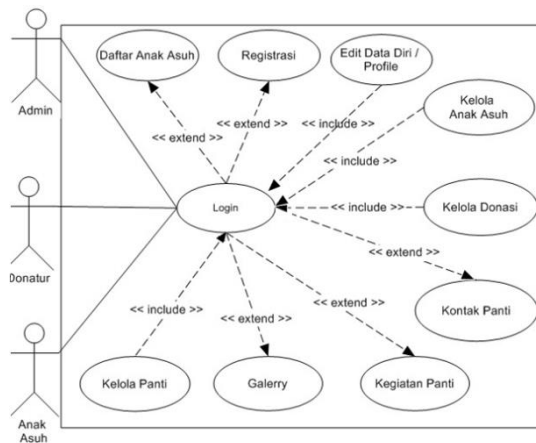 Daftar Anak Asuh
Registrasi
Edit Data Diri /
Profile
Admin
Kelola
Anak Asuh
<< extend >>
<< extend >>
<< include >>
<< include >>
Login
<< include >>
Kelola Donasi
Donatur
<< extend >>
<< include >>
<< extend >>
<< extend >>
Kontak Panti
Kelola Panti
Galerry
Kegiatan Panti
Anak
Asuh